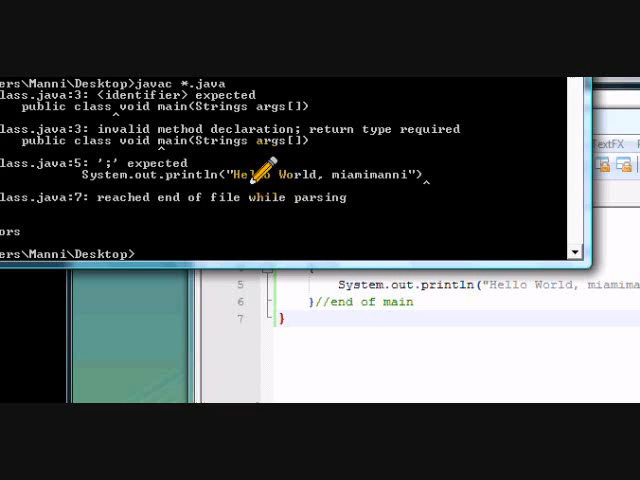 ers\Manni\Desktop>javac *.java
lass.java:3: <identifier> expected
public class void main(Strings args[])
^
lass.java:3: invalid method declaration; return type required
public class void main(Strings args[])
^
lass.java:5: ';' expected
System.out.println("Hello World, miamimanni")
^
lass.java:7: reached end of file while parsing
ors
ers\Manni\Desktop>
TextFX
{
5 System.out.println("Hello World, miamima
6 }//end of main
7 }